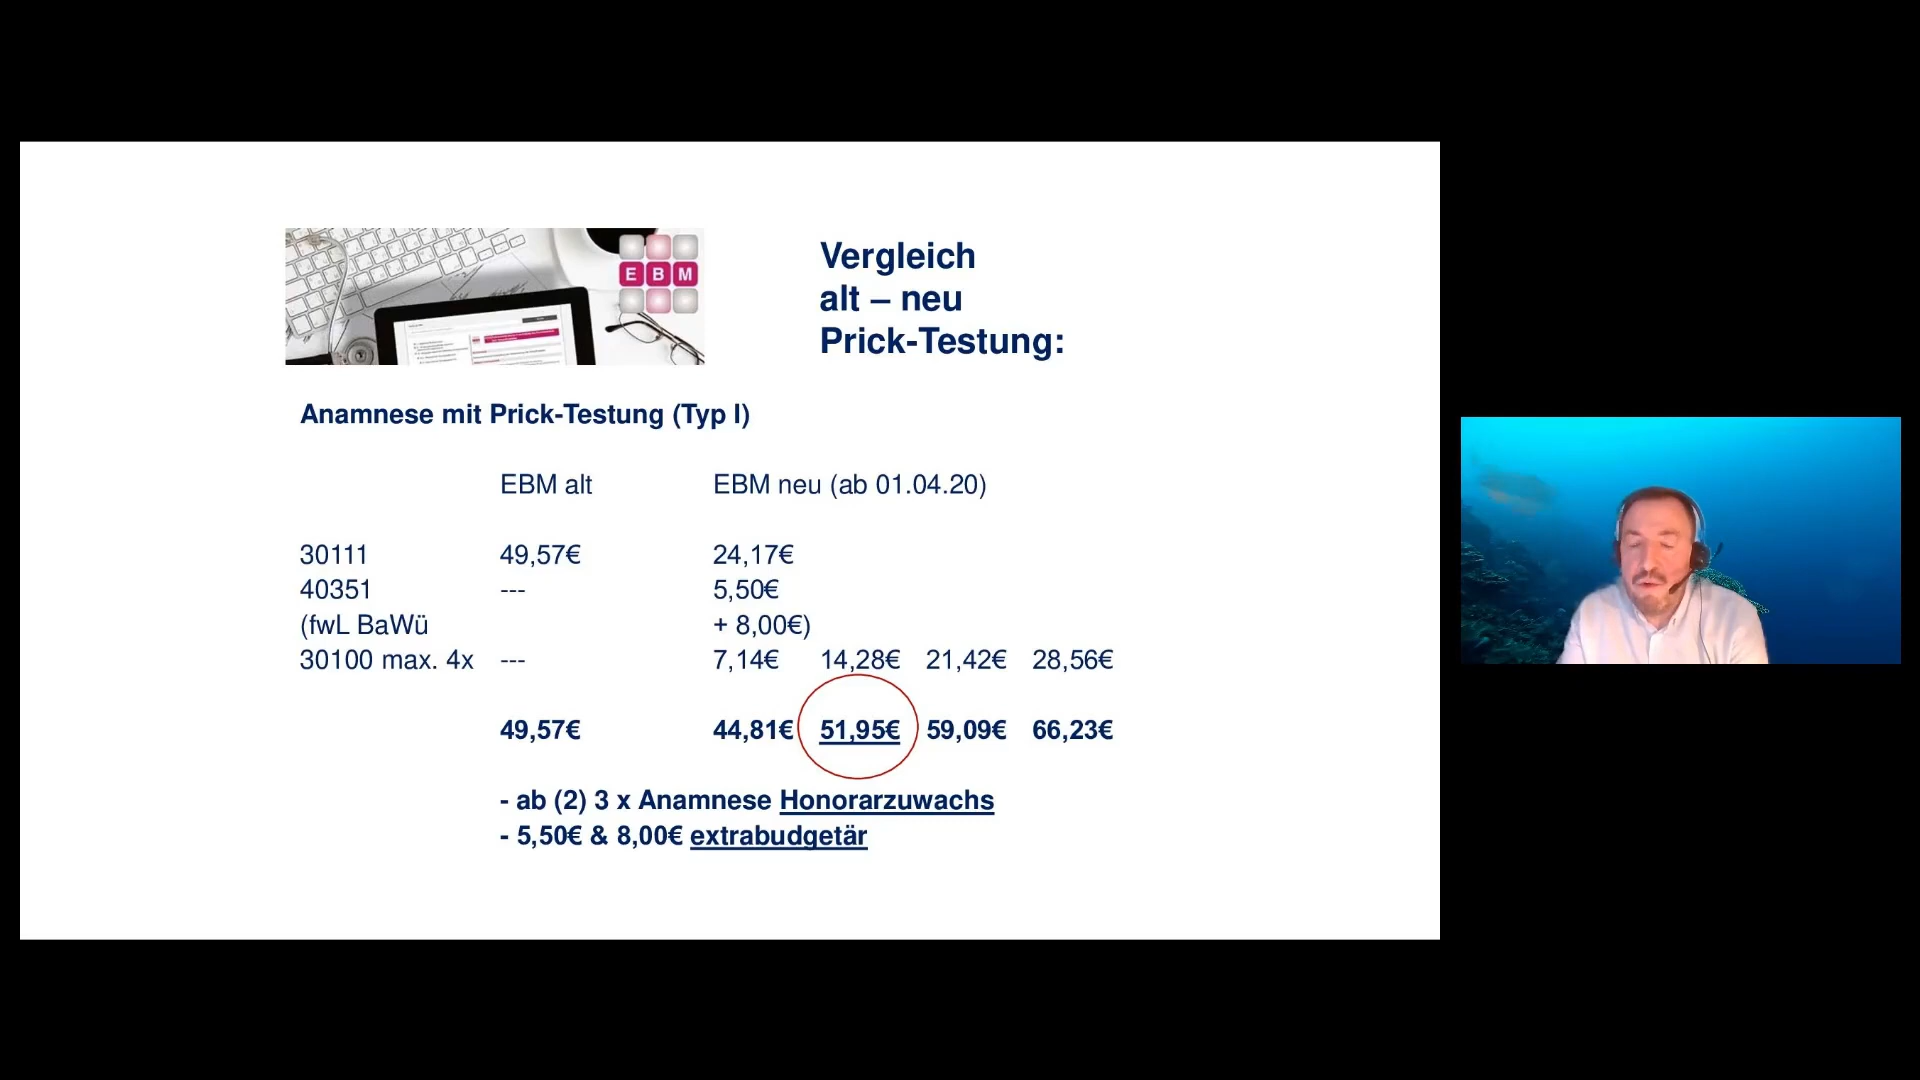 E B M
Vergleich
alt – neu
Prick-Testung:
Anamnese mit Prick-Testung (Typ I)
EBM alt EBM neu (ab 01.04.20)
30111 49,57€ 24,17€
40351 --- 5,50€
(fwL BaWü + 8,00€)
30100 max. 4x --- 7,14€ 14,28€ 21,42€ 28,56€
49,57€ 44,81€ 51,95€ 59,09€ 66,23€
- ab (2) 3 x Anamnese Honorarzuwachs
- 5,50€ & 8,00€ extrabudgetär